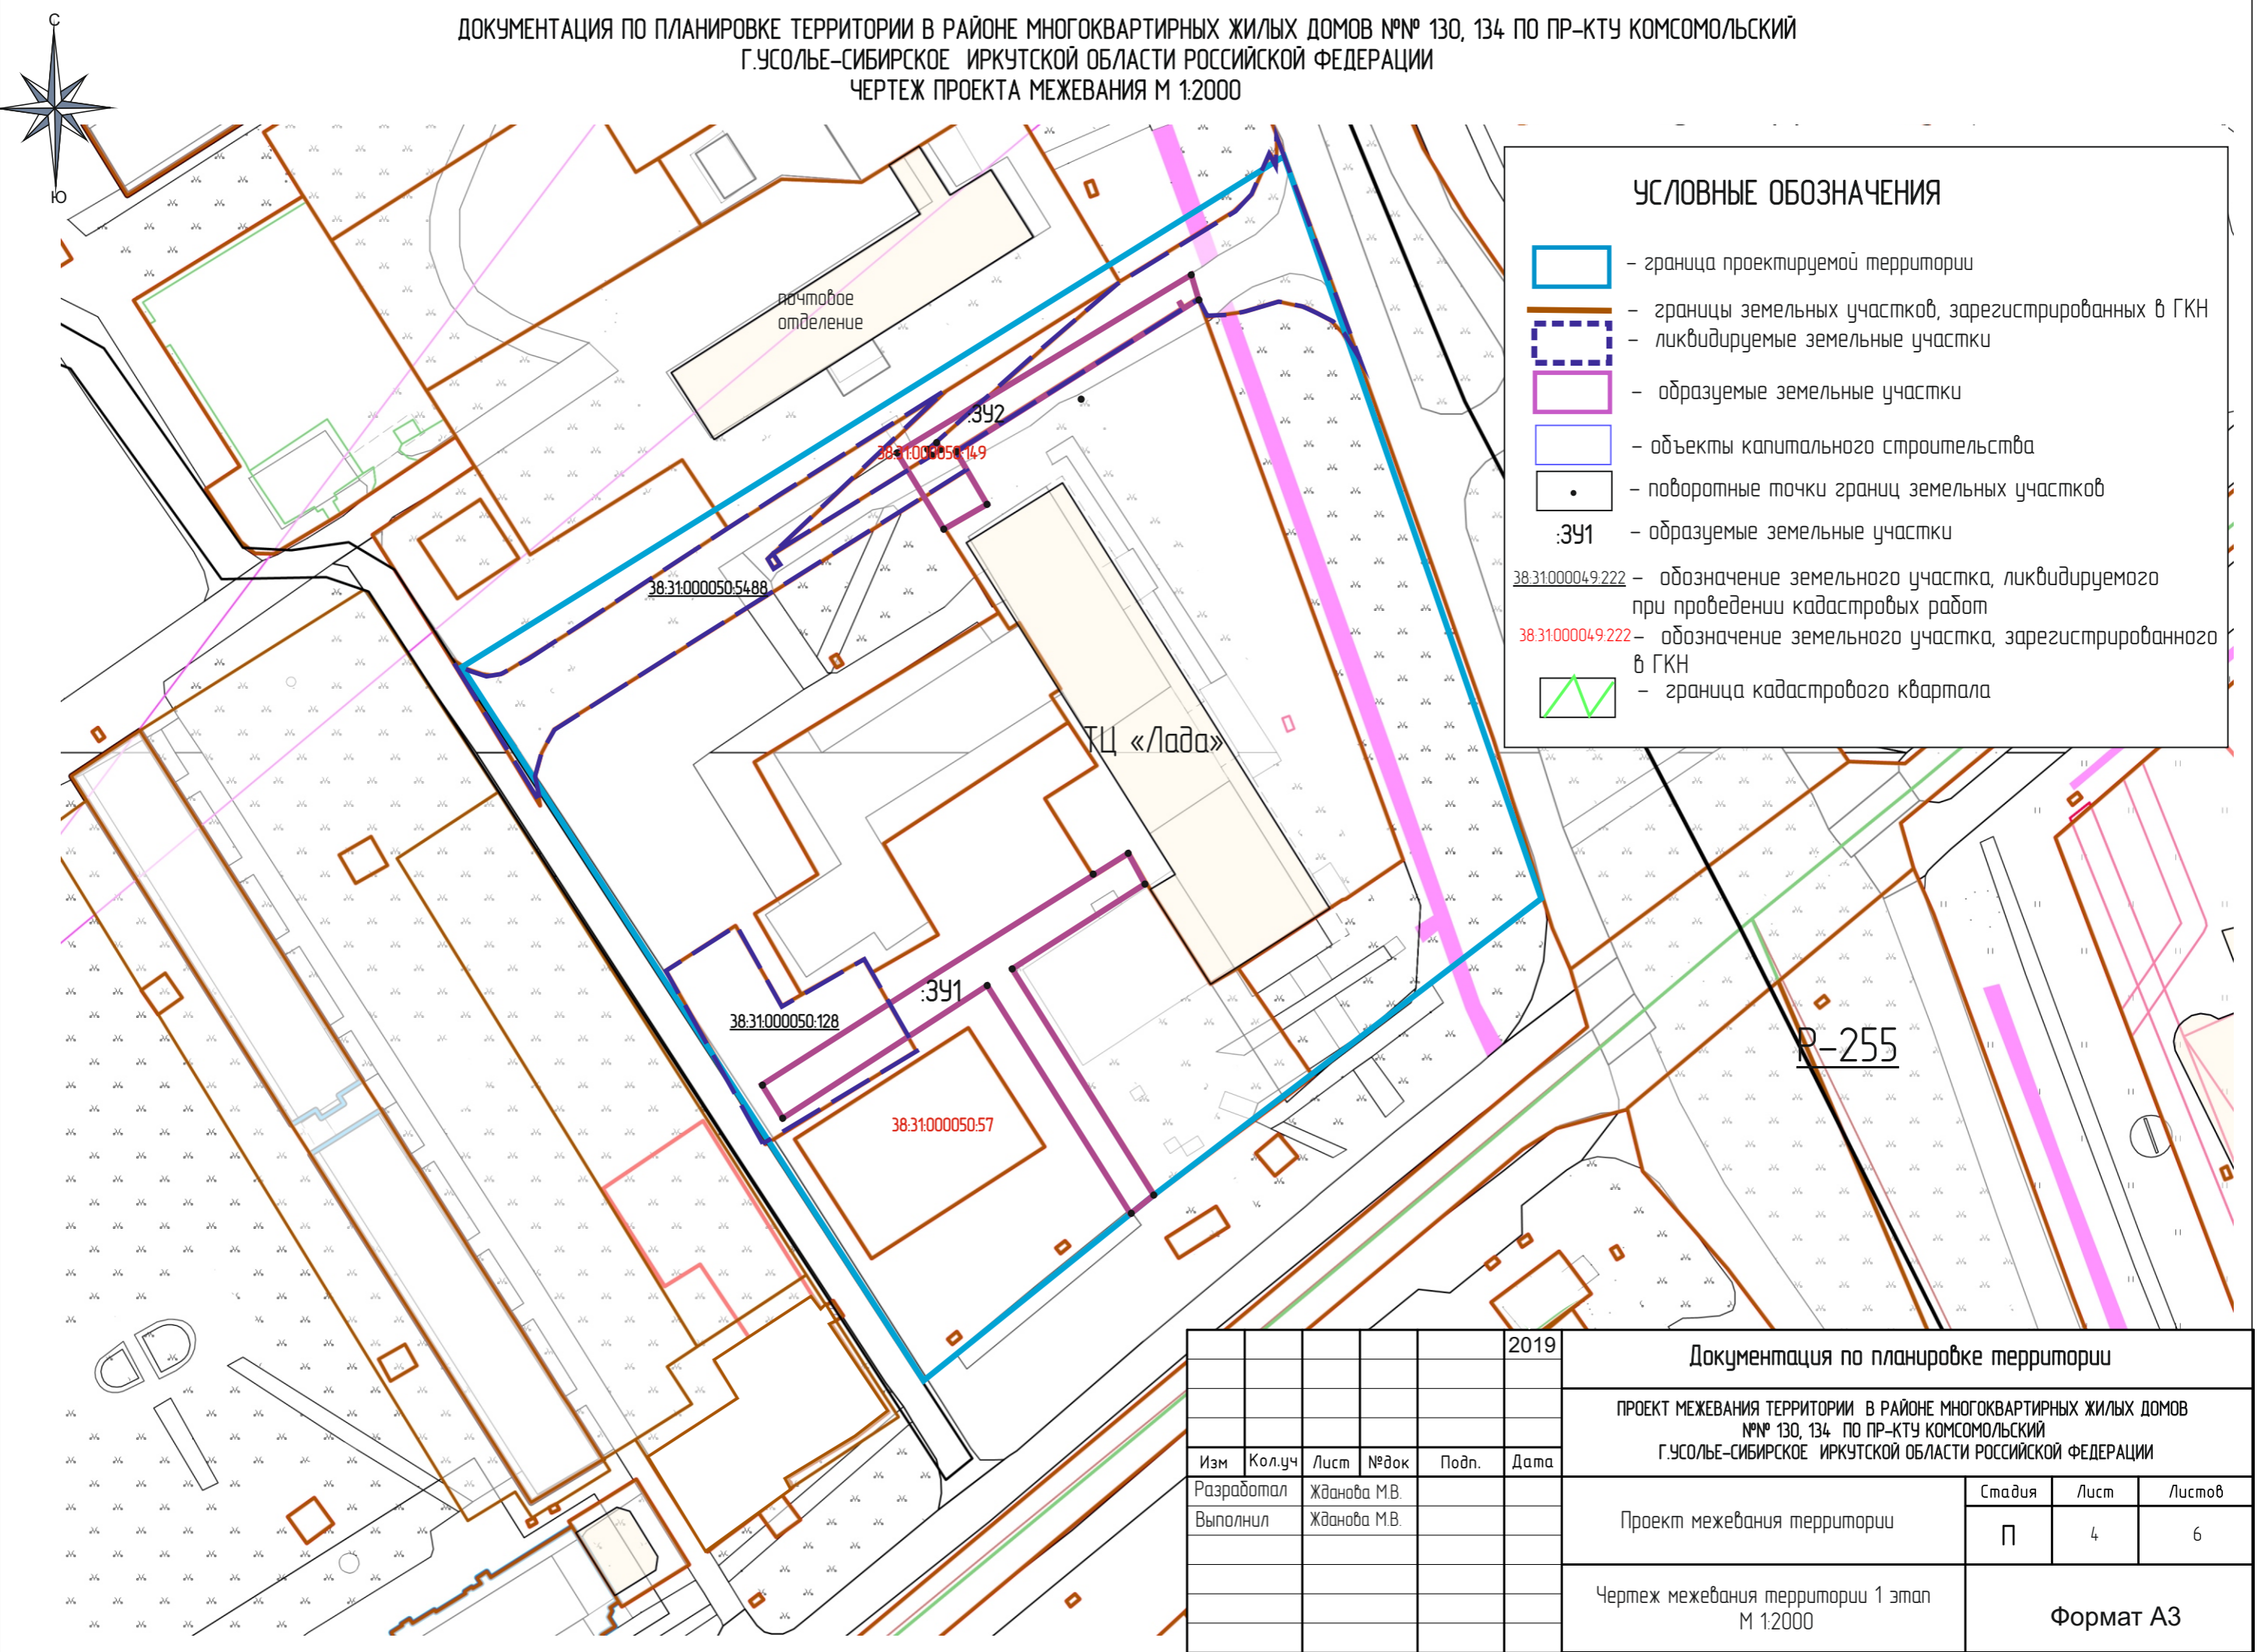 С
Ю
ДОКУМЕНТАЦИЯ ПО ПЛАНИРОВКЕ ТЕРРИТОРИИ В РАЙОНЕ МНОГОКВАРТИРНЫХ ЖИЛЫХ ДОМОВ №№ 130, 134 ПО ПР-КТУ КОМСОМОЛЬСКИЙ
Г.УСОЛЬЕ-СИБИРСКОЕ ИРКУТСКОЙ ОБЛАСТИ РОССИЙСКОЙ ФЕДЕРАЦИИ
ЧЕРТЕЖ ПРОЕКТА МЕЖЕВАНИЯ М 1:2000
УСЛОВНЫЕ ОБОЗНАЧЕНИЯ
– граница проектируемой территории
– границы земельных участков, зарегистрированных в ГКН
– ликвидируемые земельные участки
– образуемые земельные участки
– объекты капитального строительства
– поворотные точки границ земельных участков
:ЗУ1 – образуемые земельные участки
38:31:000049:222 – обозначение земельного участка, ликвидируемого
при проведении кадастровых работ
38:31:000049:222 – обозначение земельного участка, зарегистрированного
в ГКН
– граница кадастрового квартала
почтовое
отделение
:ЗУ2
38:31:000050:149
38:31:000050:5488
ТЦ «Лада»
:ЗУ1
38:31:000050:128
38:31:000050:57
Р-255
2019
Изм Кол.уч Лист №док Подп. Дата
Разработал Жданова М.В.
Выполнил Жданова М.В.
Документация по планировке территории
ПРОЕКТ МЕЖЕВАНИЯ ТЕРРИТОРИИ В РАЙОНЕ МНОГОКВАРТИРНЫХ ЖИЛЫХ ДОМОВ
№№ 130, 134 ПО ПР-КТУ КОМСОМОЛЬСКИЙ
Г.УСОЛЬЕ-СИБИРСКОЕ ИРКУТСКОЙ ОБЛАСТИ РОССИЙСКОЙ ФЕДЕРАЦИИ
Проект межевания территории
Стадия Лист Листов
П 4 6
Чертеж межевания территории 1 этап
М 1:2000
Формат А3